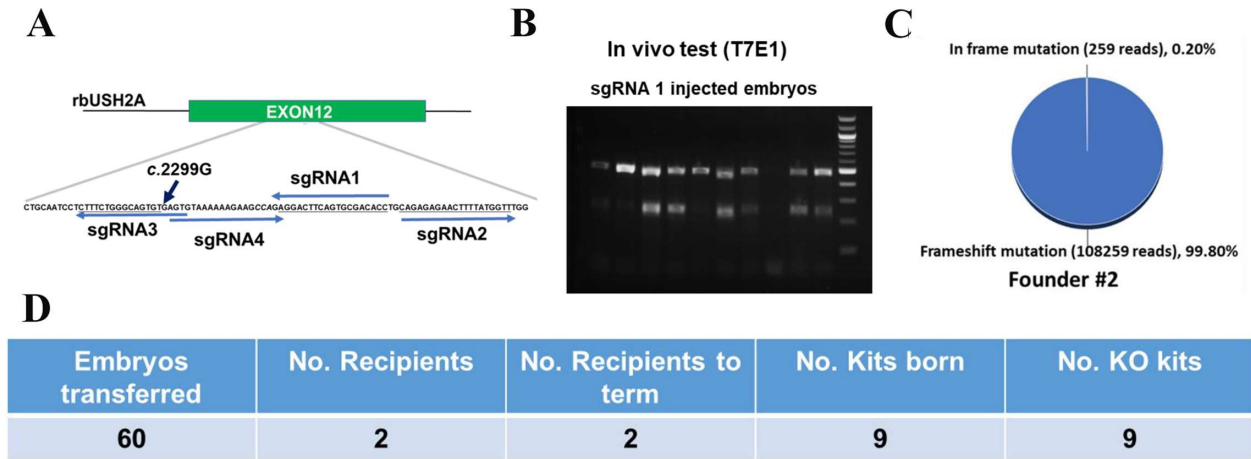 A
rbUSH2A
EXON12
c.2299G
sgRNA1
CTGCAATCCTCTTTCTGGGCAGTGTGAGTGTAAAAAAGAAGCCAGAGGACTTCAGTGCGACACCTGCAGAGAGAACTTTTATGGTTTGG
sgRNA3
sgRNA4
sgRNA2
B
In vivo test (T7E1)
sgRNA 1 injected embryos
C
In frame mutation (259 reads), 0.20%
Frameshift mutation (108259 reads), 99.80%
Founder #2
D
Embryos transferred
No. Recipients
No. Recipients to term
No. Kits born
No. KO kits
60
2
2
9
9